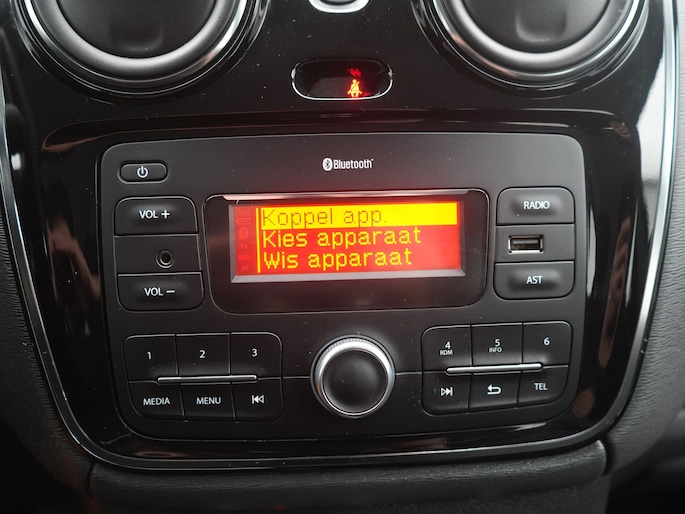 Bluetooth
VOL +
RADIO
Koppel app.
Kies apparaat
Wis apparaat
VOL −
AST
1 2 3
4 RDM 5 INFO 6
MEDIA MENU
TEL